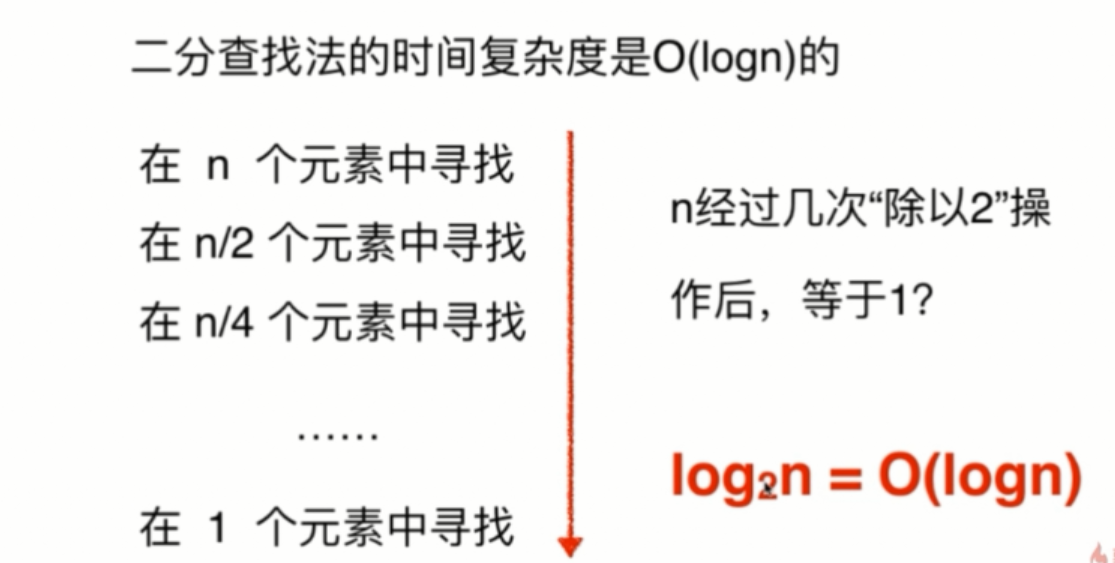 二分查找法的时间复杂度是O(logn)的
在 n 个元素中寻找
在 n/2 个元素中寻找
在 n/4 个元素中寻找
……
在 1 个元素中寻找
n经过几次“除以2”操
作后，等于1?
log₂n = O(logn)